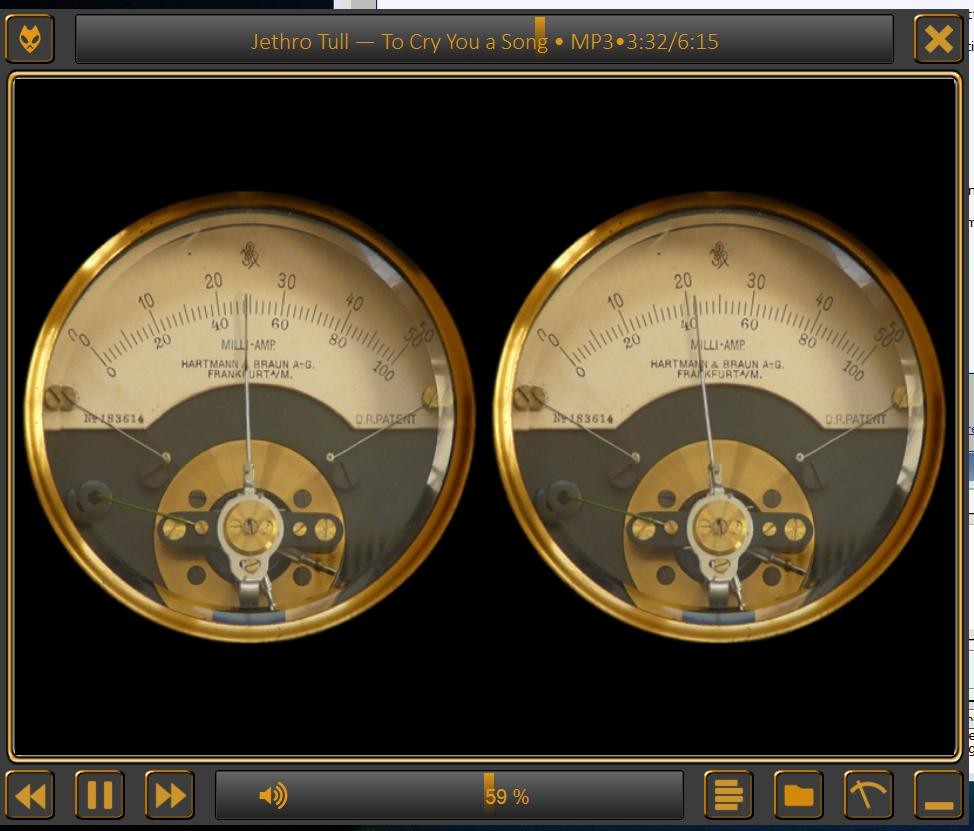 Jethro Tull — To Cry You a Song • MP3•3:32/6:15
0 10 20 30 40 50
0 20 40 60 80 100
MILLI-AMP.
HARTMANN & BRAUN A-G.
FRANKFURT a/M.
No 183614 D.R.PATENT
0 10 20 30 40 50
0 20 40 60 80 100
MILLI-AMP.
HARTMANN & BRAUN A-G.
FRANKFURT a/M.
No 183614 D.R.PATENT
59 %